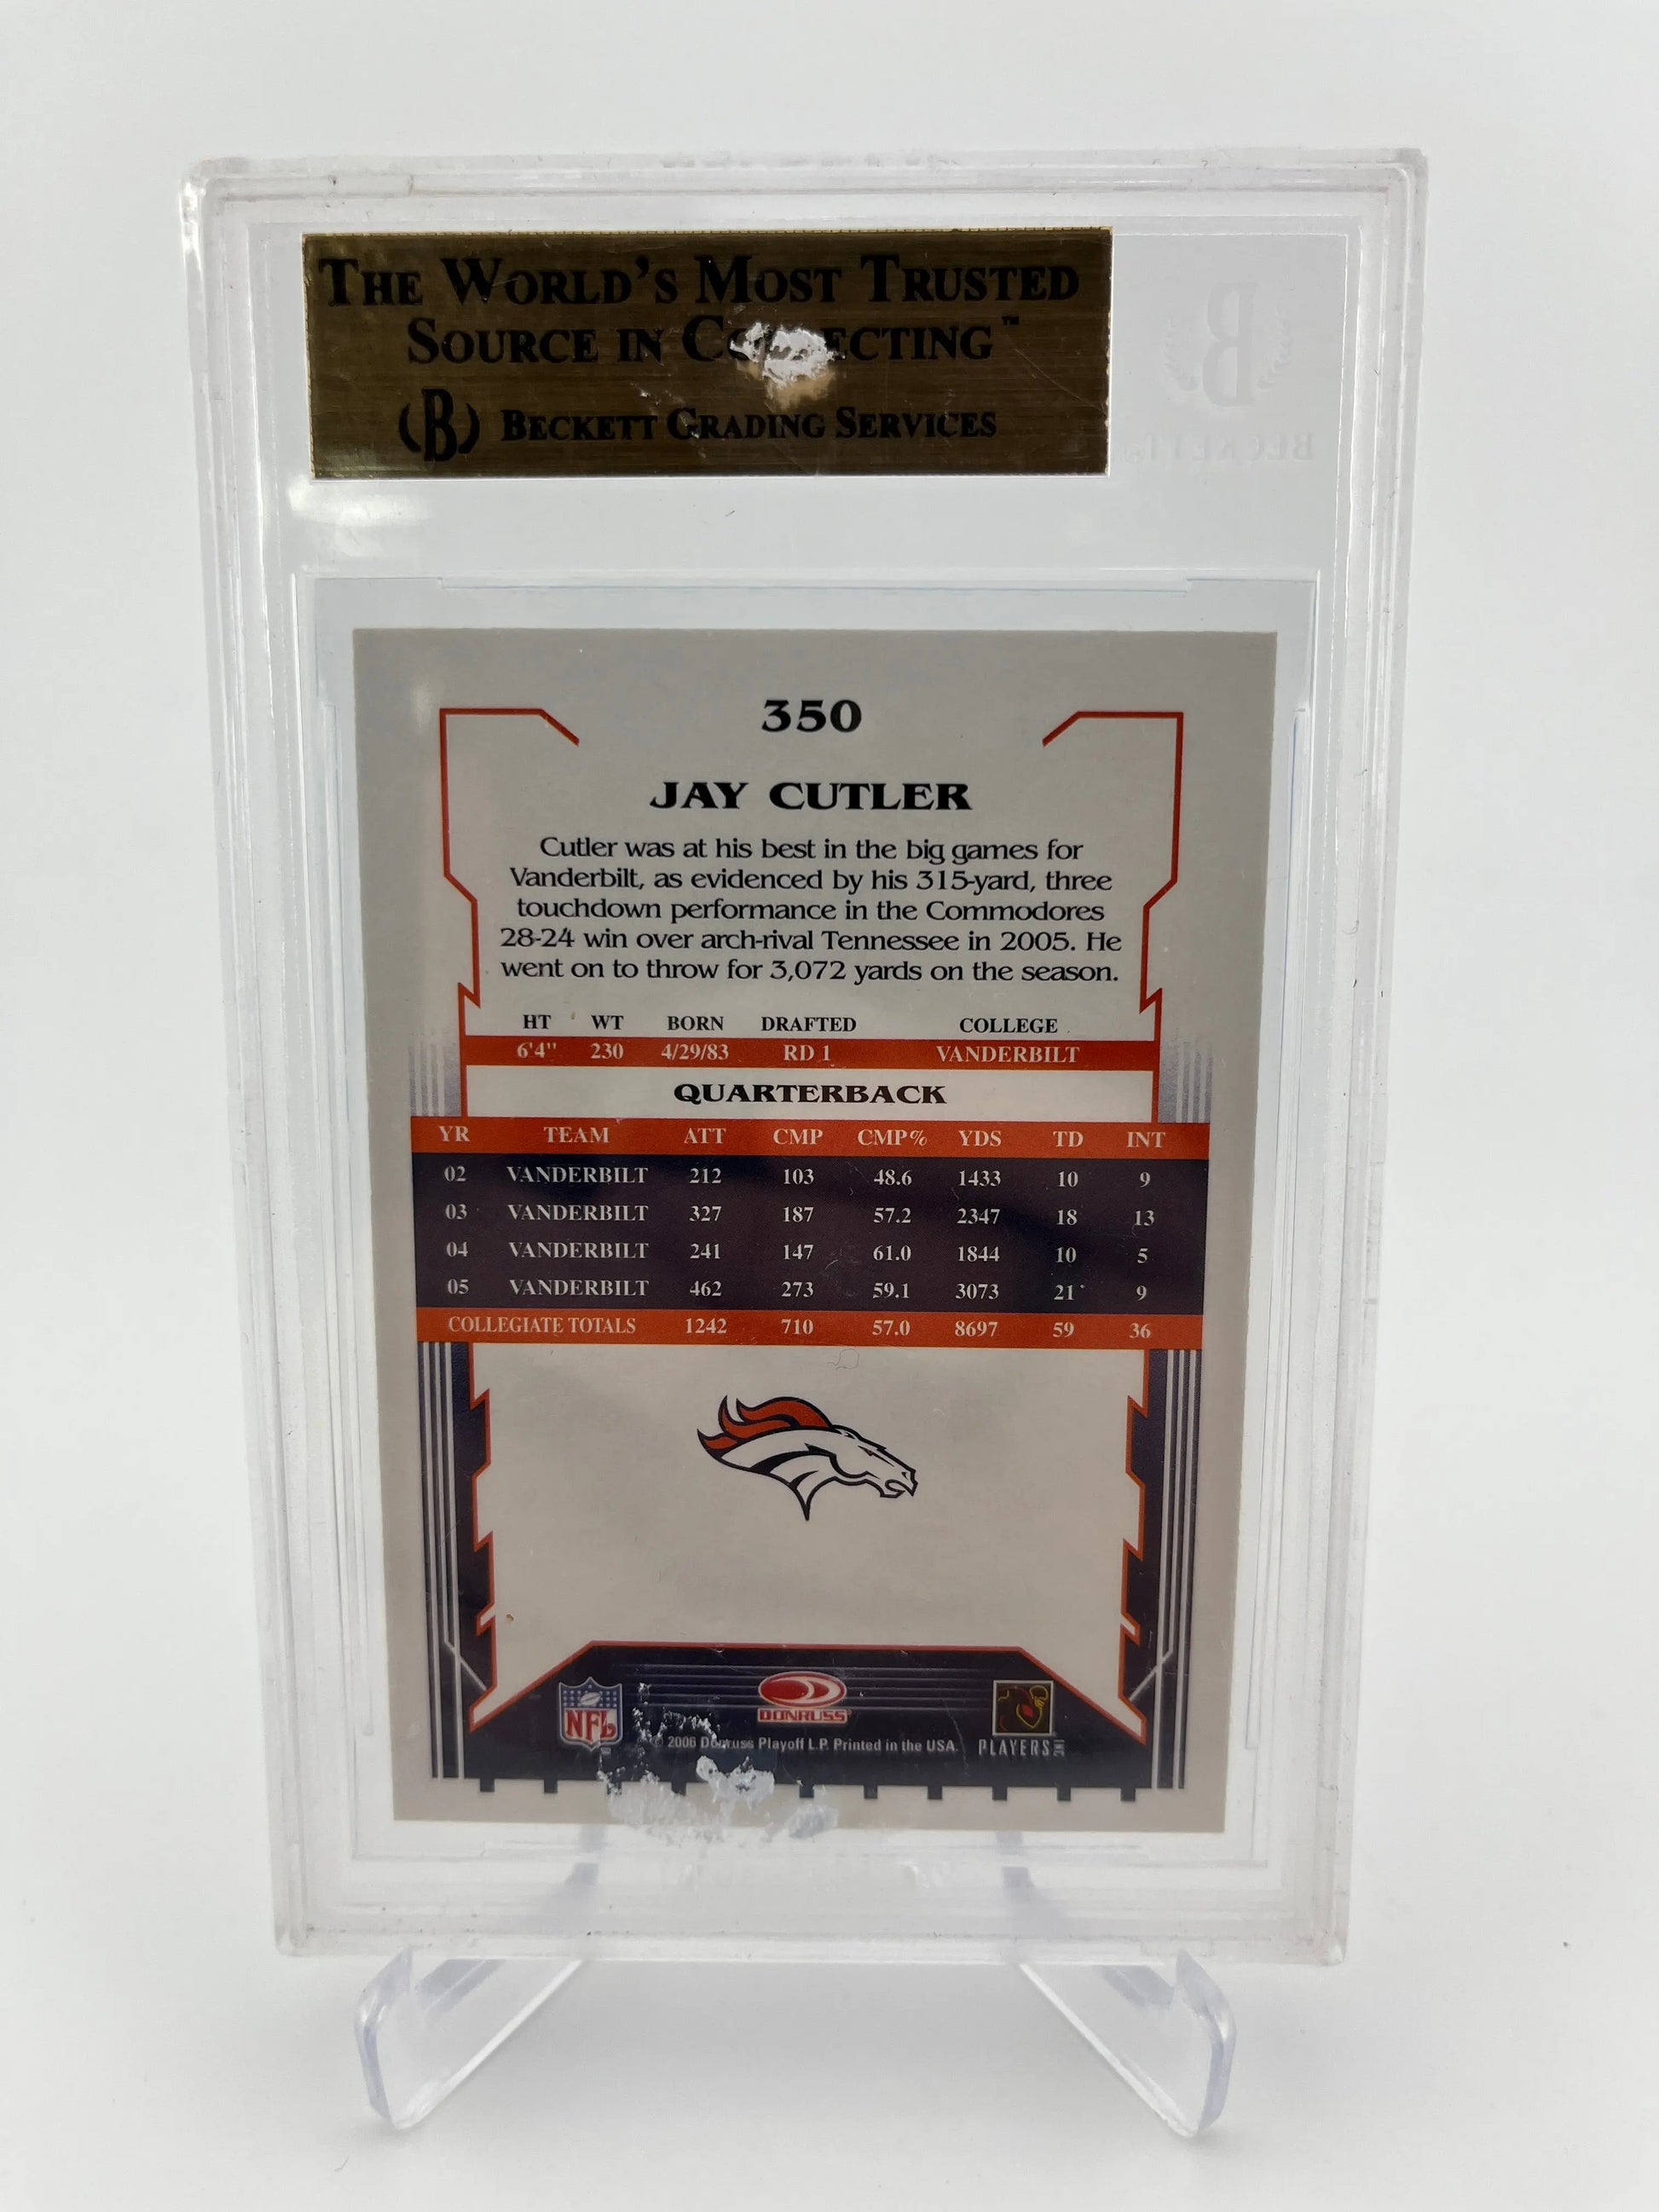 THE WORLD'S MOST TRUSTED
SOURCE IN ECTING™
B BECKETT GRADING SERVICES
B
BECKETT
350
JAY CUTLER
Cutler was at his best in the big games for
Vanderbilt, as evidenced by his 315-yard, three
touchdown performance in the Commodores
28-24 win over arch-rival Tennessee in 2005. He
went on to throw for 3,072 yards on the season.
HT WT BORN DRAFTED COLLEGE
6'4" 230 4/29/83 RD 1 VANDERBILT
QUARTERBACK
YR TEAM ATT CMP CMP% YDS TD INT
02 VANDERBILT 212 103 48.6 1433 10 9
03 VANDERBILT 327 187 57.2 2347 18 13
04 VANDERBILT 241 147 61.0 1844 10 5
05 VANDERBILT 462 273 59.1 3073 21 9
COLLEGIATE TOTALS 1242 710 57.0 8697 59 36
NFL
DONRUSS
© 2006 Donruss Playoff L.P. Printed in the USA.
PLAYERS INC